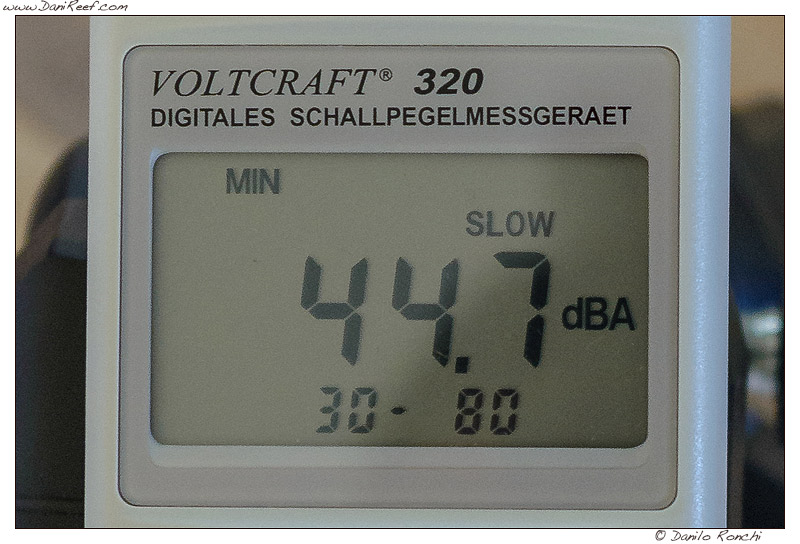 www.DaniReef.com
VOLTCRAFT® 320
DIGITALES SCHALLPEGELMESSGERAET
MIN
SLOW
44.7 dBA
30- 80
© Danilo Ronchi